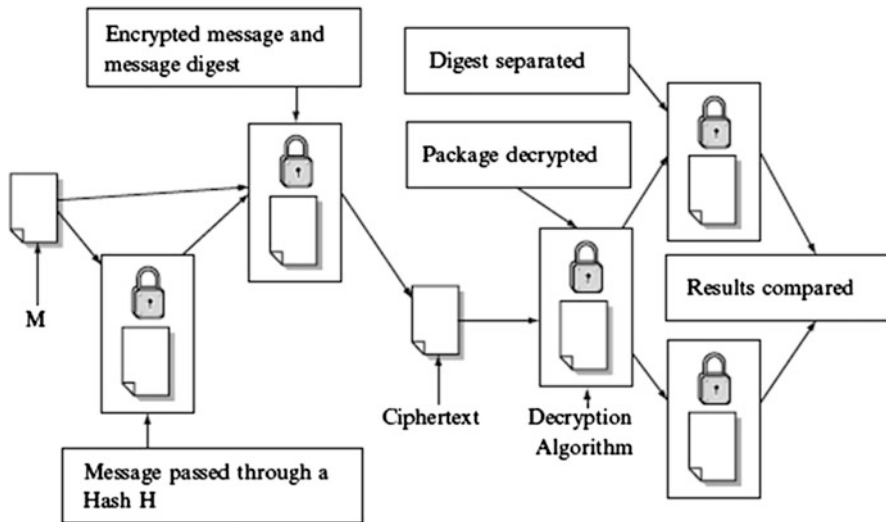 Encrypted message and
message digest
Digest separated
Package decrypted
M
Results compared
Ciphertext
Decryption
Algorithm
Message passed through a
Hash H